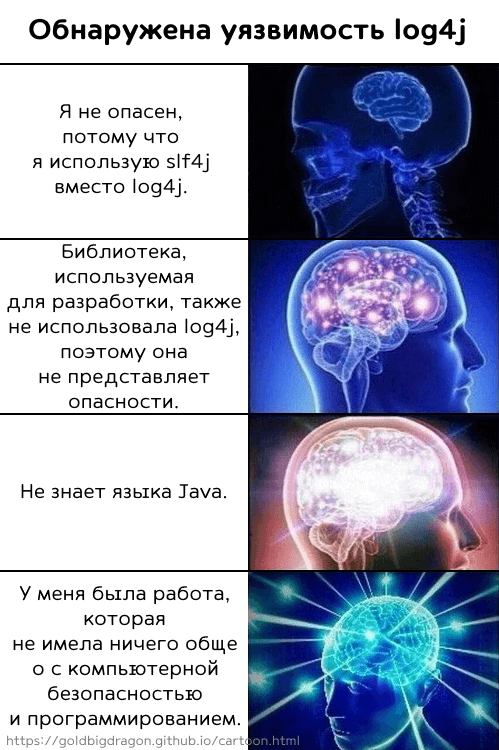 Обнаружена уязвимость log4j
Я не опасен,
потому что
я использую slf4j
вместо log4j.
Библиотека,
используемая
для разработки, также
не использовала log4j,
поэтому она
не представляет
опасности.
Не знает языка Java.
У меня была работа,
которая
не имела ничего обще
о с компьютерной
безопасностью
и программированием.
https://goldbigdragon.github.io/cartoon.html